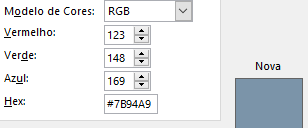 Modelo de Cores: RGB
Vermelho: 123
Verde: 148
Azul: 169
Hex: #7B94A9
Nova